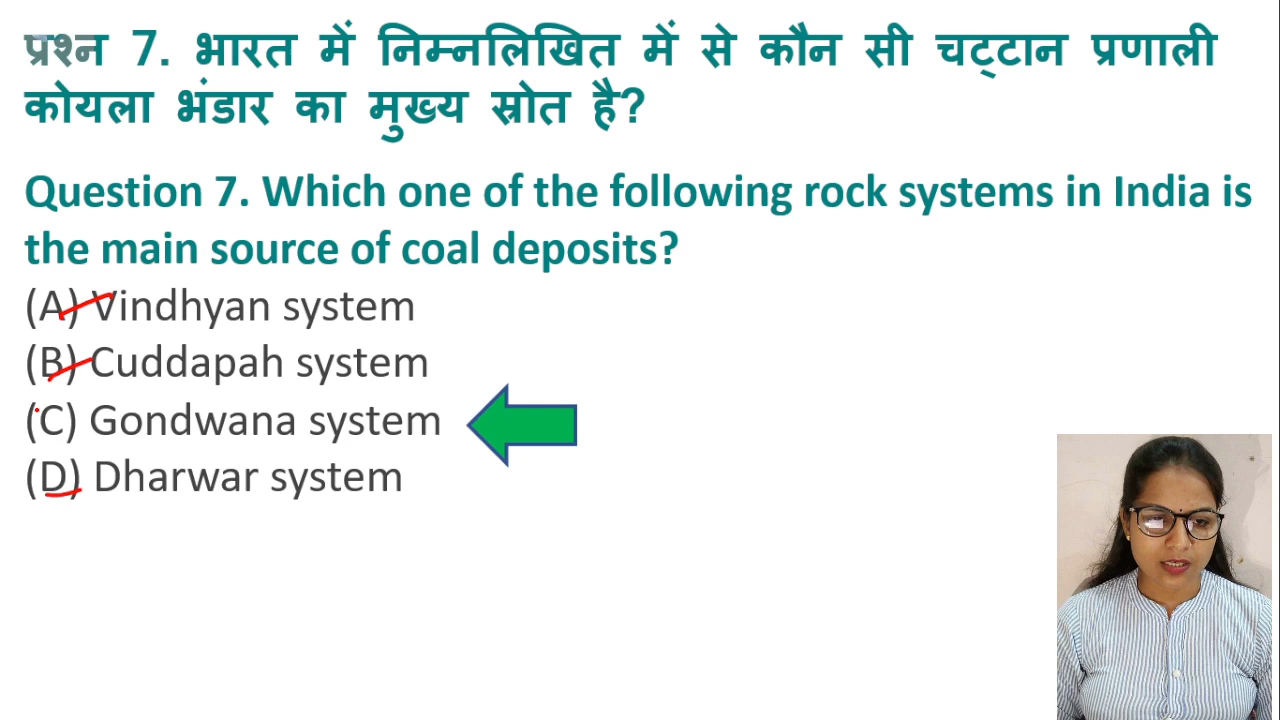 प्रश्न 7. भारत में निम्नलिखित में से कौन सी चट्टान प्रणाली
कोयला भंडार का मुख्य स्रोत है?
Question 7. Which one of the following rock systems in India is
the main source of coal deposits?
(A) Vindhyan system
(B) Cuddapah system
(C) Gondwana system
(D) Dharwar system